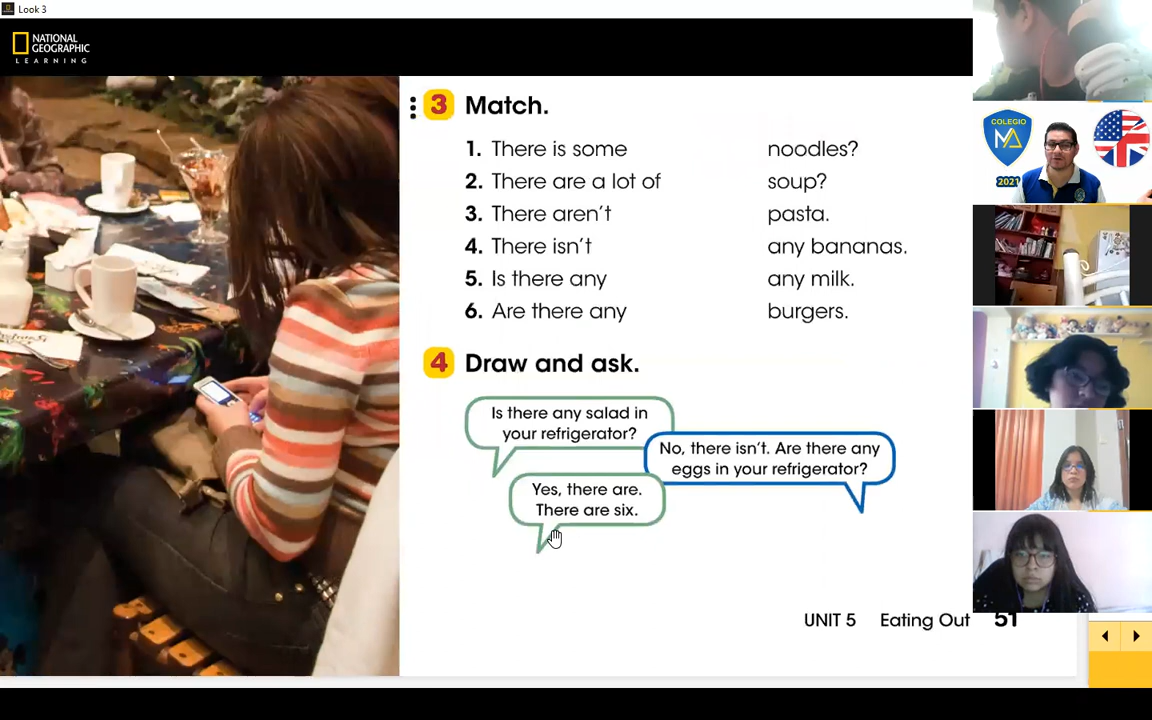 Look 3
NATIONAL
GEOGRAPHIC
LEARNING
3 Match.
1. There is some noodles?
2. There are a lot of soup?
3. There aren't pasta.
4. There isn't any bananas.
5. Is there any any milk.
6. Are there any burgers.
4 Draw and ask.
Is there any salad in
your refrigerator?
No, there isn't. Are there any
eggs in your refrigerator?
Yes, there are.
There are six.
UNIT 5 Eating Out 51
COLEGIO
MA
2021